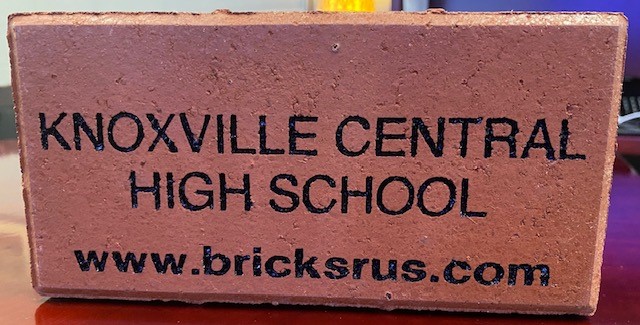 KNOXVILLE CENTRAL
HIGH SCHOOL
www.bricksrus.com